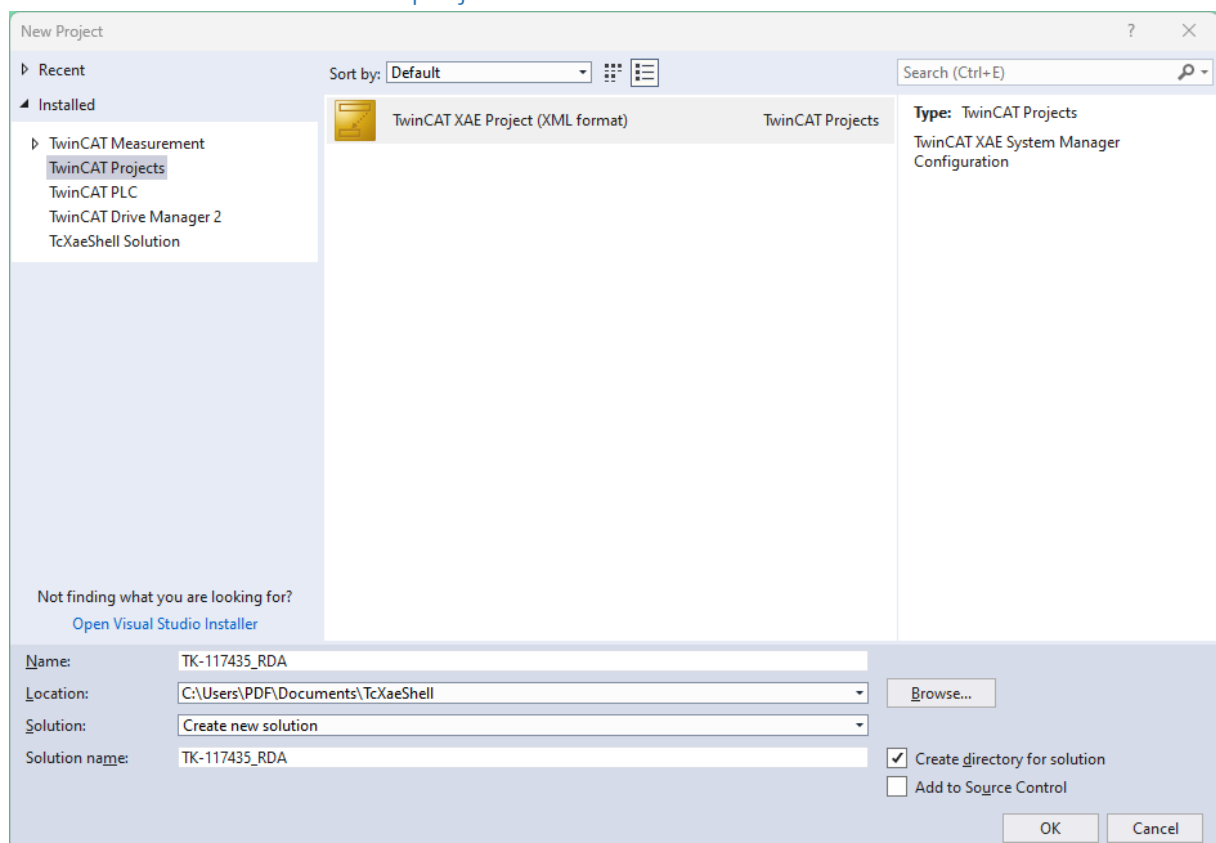 New Project
?
Recent
Installed
TwinCAT Measurement
TwinCAT Projects
TwinCAT PLC
TwinCAT Drive Manager 2
TcXaeShell Solution
Not finding what you are looking for?
Open Visual Studio Installer
Sort by: Default
TwinCAT XAE Project (XML format) TwinCAT Projects
Search (Ctrl+E)
Type: TwinCAT Projects
TwinCAT XAE System Manager
Configuration
Name: TK-117435_RDA
Location: C:\Users\PDF\Documents\TcXaeShell Browse...
Solution: Create new solution
Solution name: TK-117435_RDA
Create directory for solution
Add to Source Control
OK Cancel